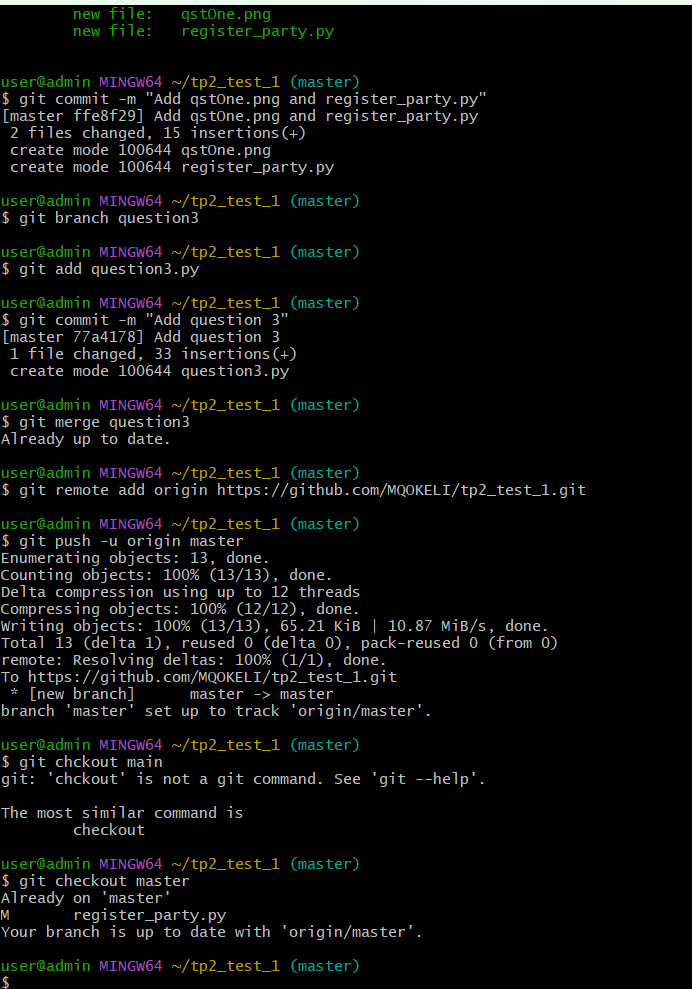 new file:   qstOne.png
new file:   register_party.py
user@admin MINGW64 ~/tp2_test_1 (master)
$ git commit -m "Add qstOne.png and register_party.py"
[master ffe8f29] Add qstOne.png and register_party.py
2 files changed, 15 insertions(+)
create mode 100644 qstOne.png
create mode 100644 register_party.py
user@admin MINGW64 ~/tp2_test_1 (master)
$ git branch question3
user@admin MINGW64 ~/tp2_test_1 (master)
$ git add question3.py
user@admin MINGW64 ~/tp2_test_1 (master)
$ git commit -m "Add question 3"
[master 77a4178] Add question 3
1 file changed, 33 insertions(+)
create mode 100644 question3.py
user@admin MINGW64 ~/tp2_test_1 (master)
$ git merge question3
Already up to date.
user@admin MINGW64 ~/tp2_test_1 (master)
$ git remote add origin https://github.com/MQOKELI/tp2_test_1.git
user@admin MINGW64 ~/tp2_test_1 (master)
$ git push -u origin master
Enumerating objects: 13, done.
Counting objects: 100% (13/13), done.
Delta compression using up to 12 threads
Compressing objects: 100% (12/12), done.
Writing objects: 100% (13/13), 65.21 KiB | 10.87 MiB/s, done.
Total 13 (delta 1), reused 0 (delta 0), pack-reused 0 (from 0)
remote: Resolving deltas: 100% (1/1), done.
To https://github.com/MQOKELI/tp2_test_1.git
* [new branch]      master -> master
branch 'master' set up to track 'origin/master'.
user@admin MINGW64 ~/tp2_test_1 (master)
$ git chckout main
git: 'chckout' is not a git command. See 'git --help'.
The most similar command is
checkout
user@admin MINGW64 ~/tp2_test_1 (master)
$ git checkout master
Already on 'master'
M       register_party.py
Your branch is up to date with 'origin/master'.
user@admin MINGW64 ~/tp2_test_1 (master)
$